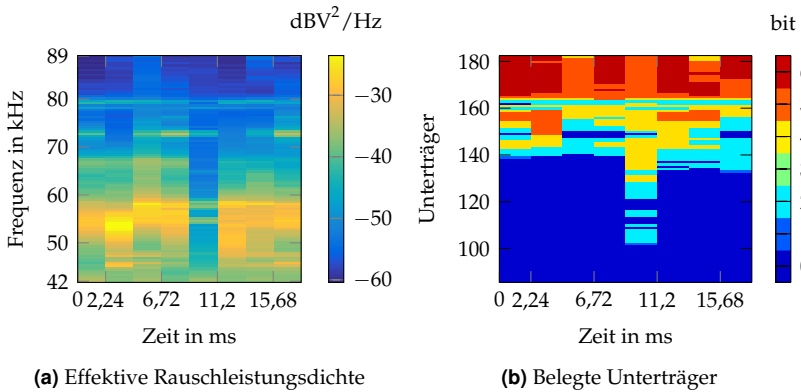 dBV²/Hz
89
80
70
60
50
42
Frequenz in kHz
0 2,24 6,72 11,2 15,68
Zeit in ms
−30
−40
−50
−60
(a) Effektive Rauschleistungsdichte
bit
180
160
140
120
100
Unterträger
0 2,24 6,72 11,2 15,68
Zeit in ms
(b) Belegte Unterträger